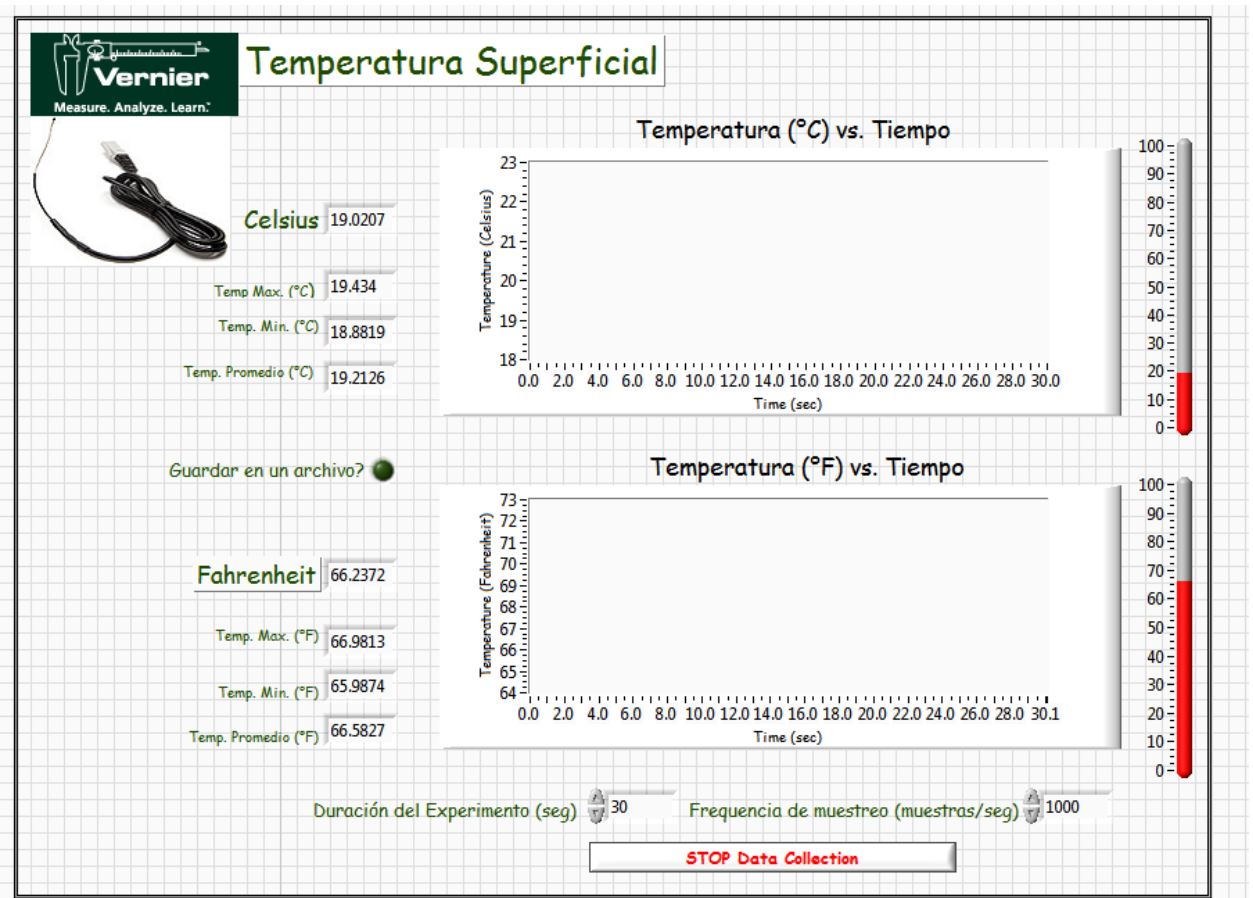 Vernier
Measure. Analyze. Learn.™
Temperatura Superficial
Celsius 19.0207
Temp Max. (°C) 19.434
Temp. Min. (°C) 18.8819
Temp. Promedio (°C) 19.2126
Temperatura (°C) vs. Tiempo
Temperature (Celsius)
23
22
21
20
19
18
0.0 2.0 4.0 6.0 8.0 10.0 12.0 14.0 16.0 18.0 20.0 22.0 24.0 26.0 28.0 30.0
Time (sec)
100
90
80
70
60
50
40
30
20
10
0
Guardar en un archivo?
Fahrenheit 66.2372
Temp. Max. (°F) 66.9813
Temp. Min. (°F) 65.9874
Temp. Promedio (°F) 66.5827
Temperatura (°F) vs. Tiempo
Temperature (Fahrenheit)
73
72
71
70
69
68
67
66
65
64
0.0 2.0 4.0 6.0 8.0 10.0 12.0 14.0 16.0 18.0 20.0 22.0 24.0 26.0 28.0 30.1
Time (sec)
100
90
80
70
60
50
40
30
20
10
0
Duración del Experimento (seg) 30
Frequencia de muestreo (muestras/seg) 1000
STOP Data Collection